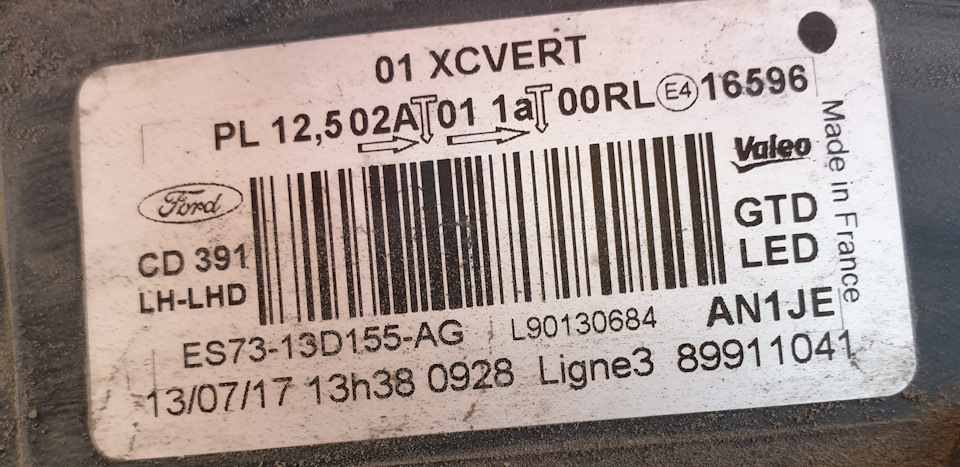 01 XCVERT
PL 12,5 02A 01 1a 00RL E4 16596
Valeo
Made in France
Ford
GTD
CD 391
LED
LH-LHD
AN1JE
ES73-13D155-AG L90130684
13/07/17 13h38 0928 Ligne3 89911041